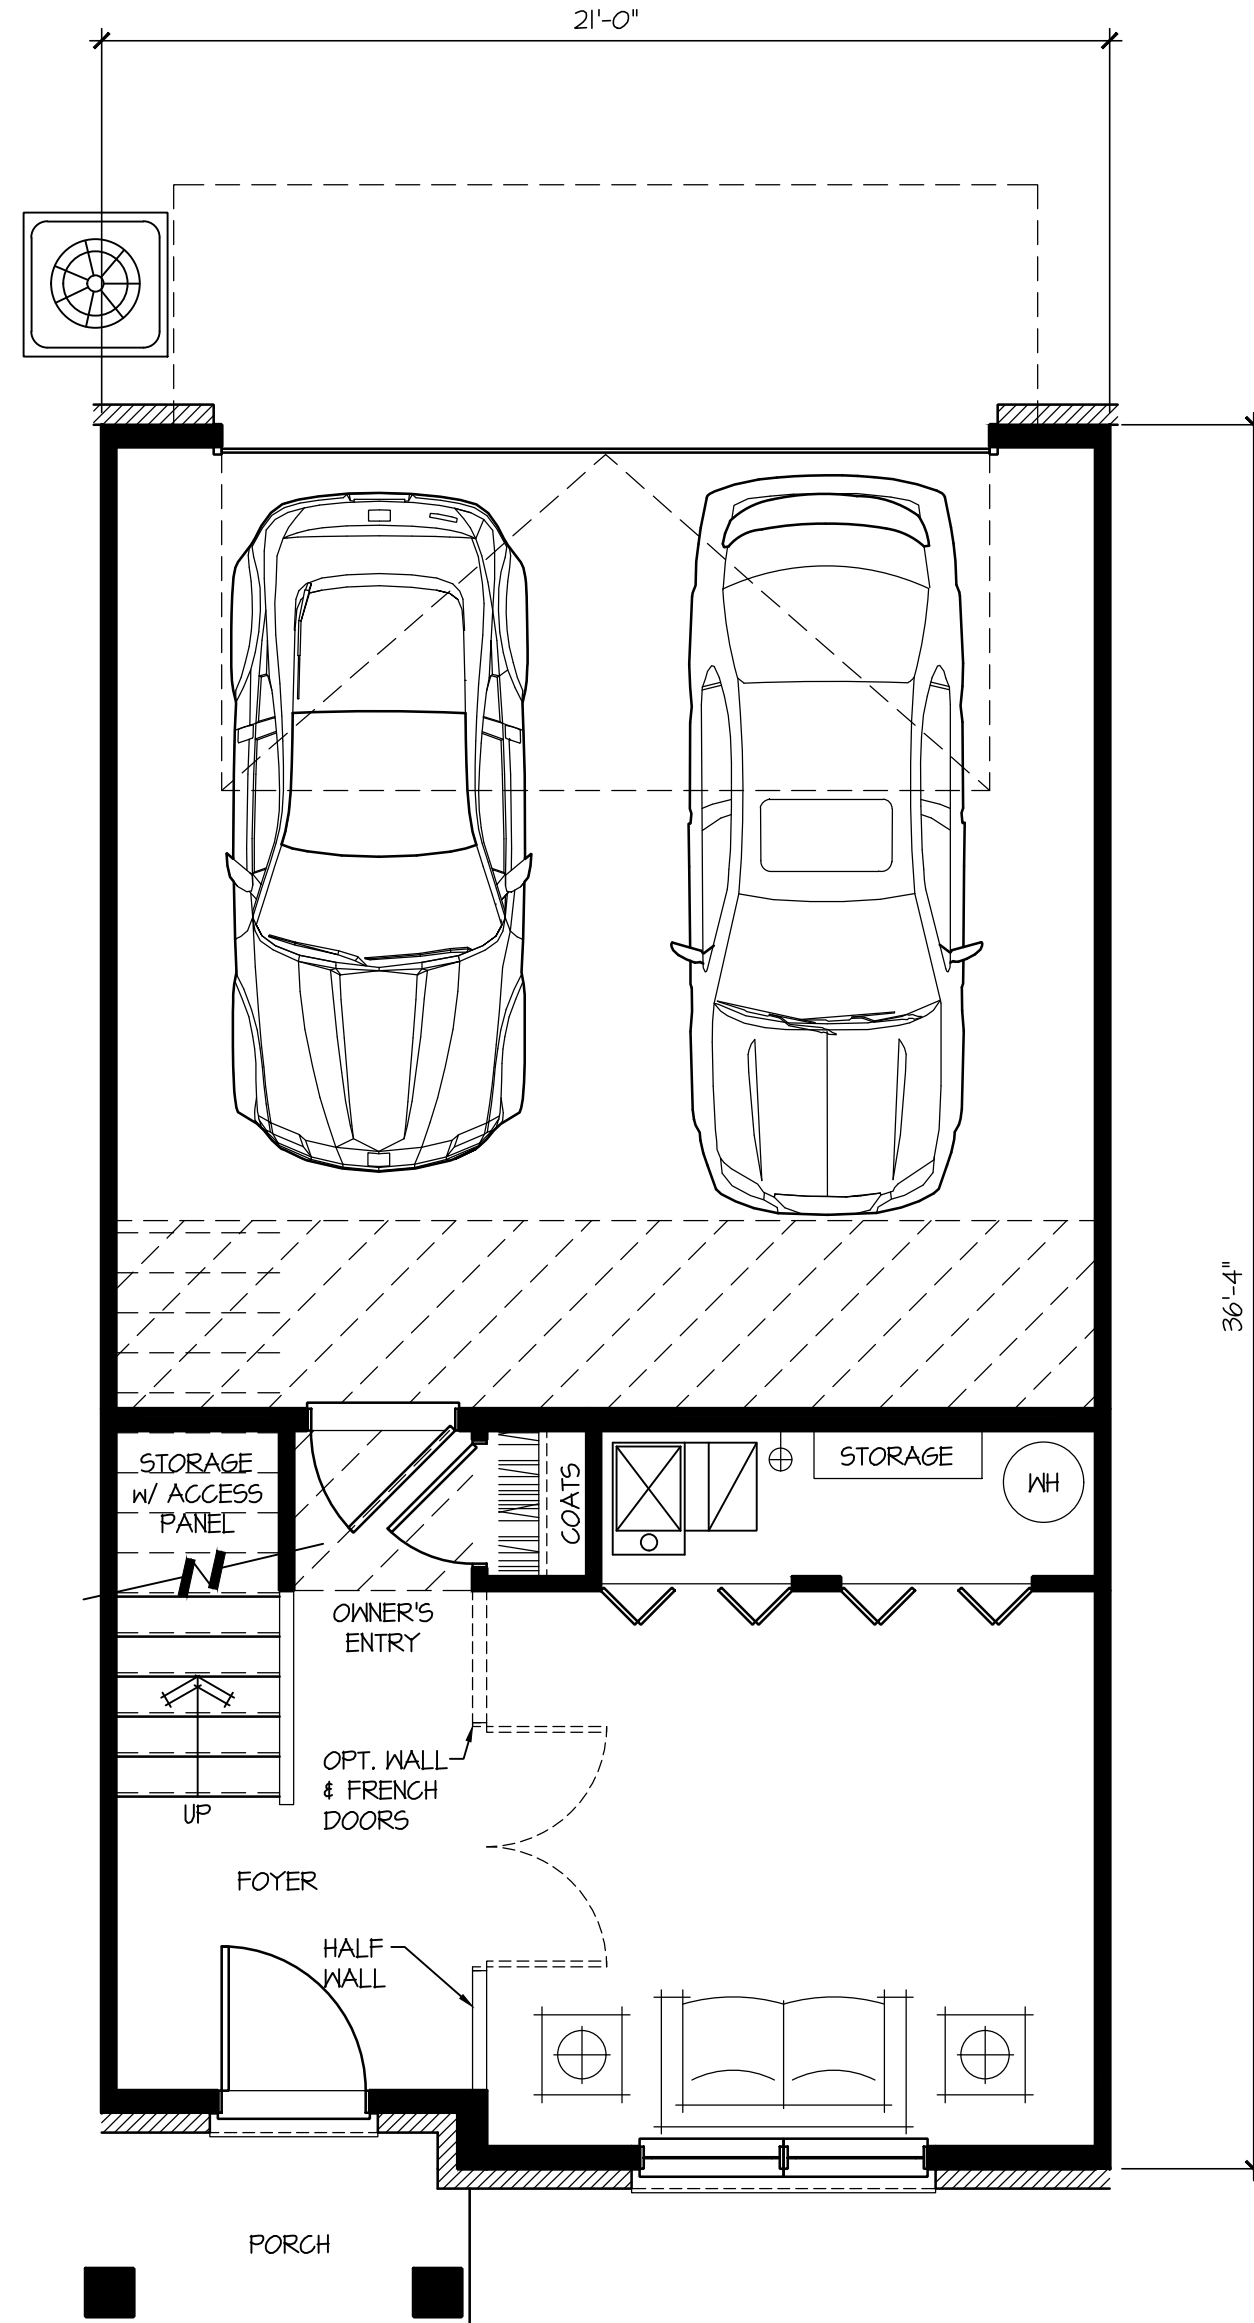 21'-0"
36'-4"
STORAGE
W/ ACCESS
PANEL
COATS
STORAGE
WH
OWNER'S
ENTRY
OPT. WALL
& FRENCH
DOORS
UP
FOYER
HALF
WALL
PORCH